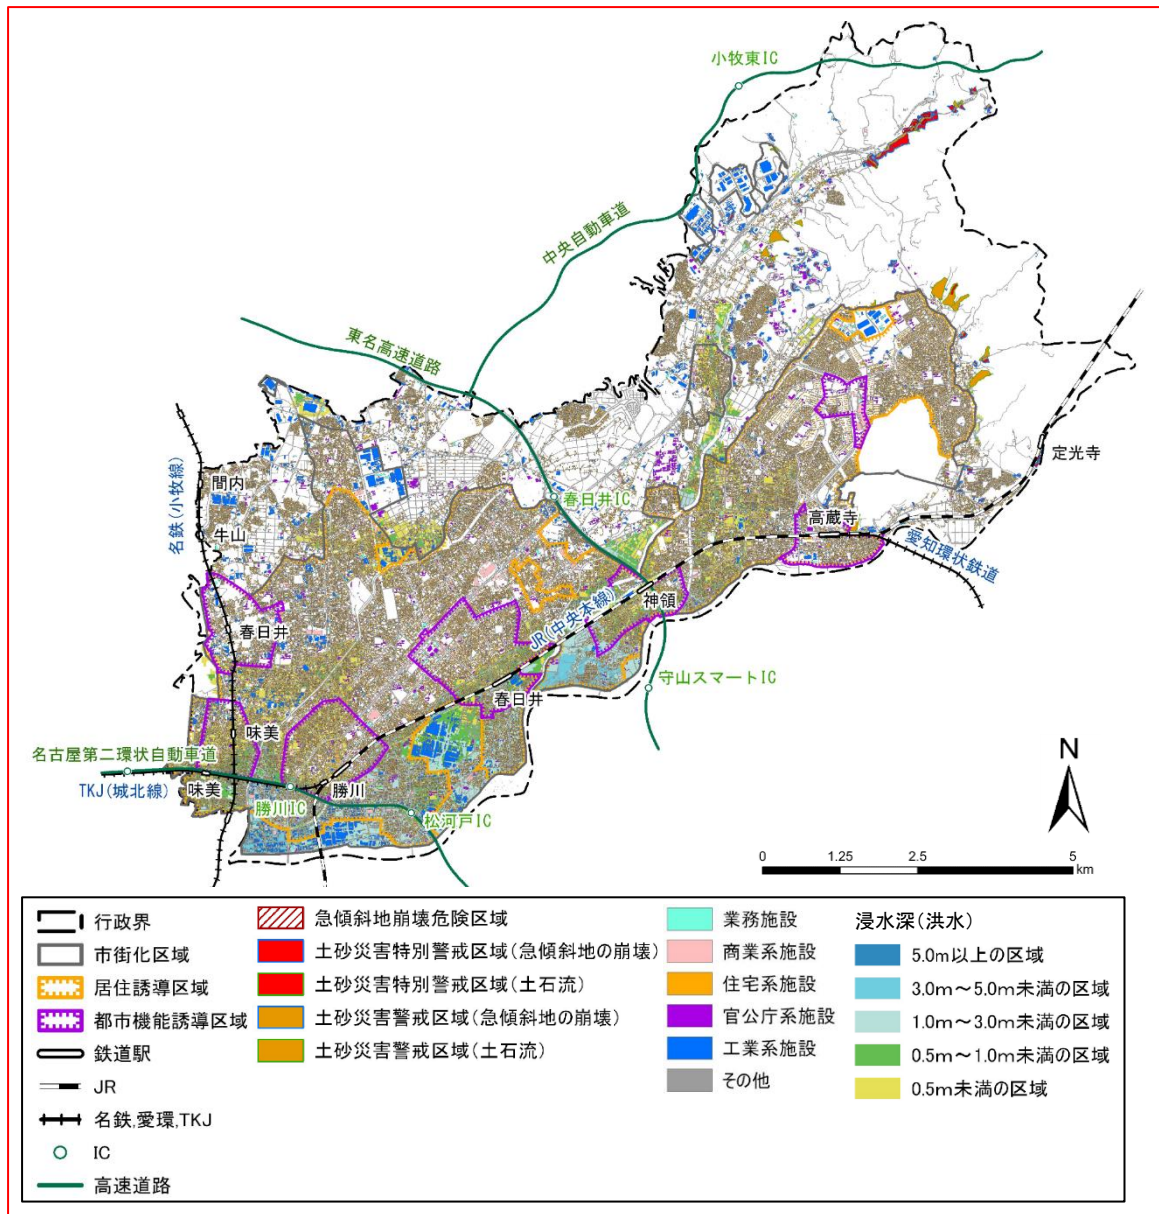 小牧東IC
中央自動車道
東名高速道路
名鉄(小牧線)
間内
牛山
春日井IC
定光寺
高蔵寺
愛知環状鉄道
神領
JR(中央本線)
春日井
守山スマートIC
春日井
味美
名古屋第二環状自動車道
味美
TKJ(城北線)
勝川IC
勝川
松河戸IC
N
0 1.25 2.5 5
km
行政界
市街化区域
居住誘導区域
都市機能誘導区域
鉄道駅
JR
名鉄,愛環,TKJ
IC
高速道路
急傾斜地崩壊危険区域
土砂災害特別警戒区域(急傾斜地の崩壊)
土砂災害特別警戒区域(土石流)
土砂災害警戒区域(急傾斜地の崩壊)
土砂災害警戒区域(土石流)
業務施設
商業系施設
住宅系施設
官公庁系施設
工業系施設
その他
浸水深(洪水)
5.0m以上の区域
3.0m～5.0m未満の区域
1.0m～3.0m未満の区域
0.5m～1.0m未満の区域
0.5m未満の区域